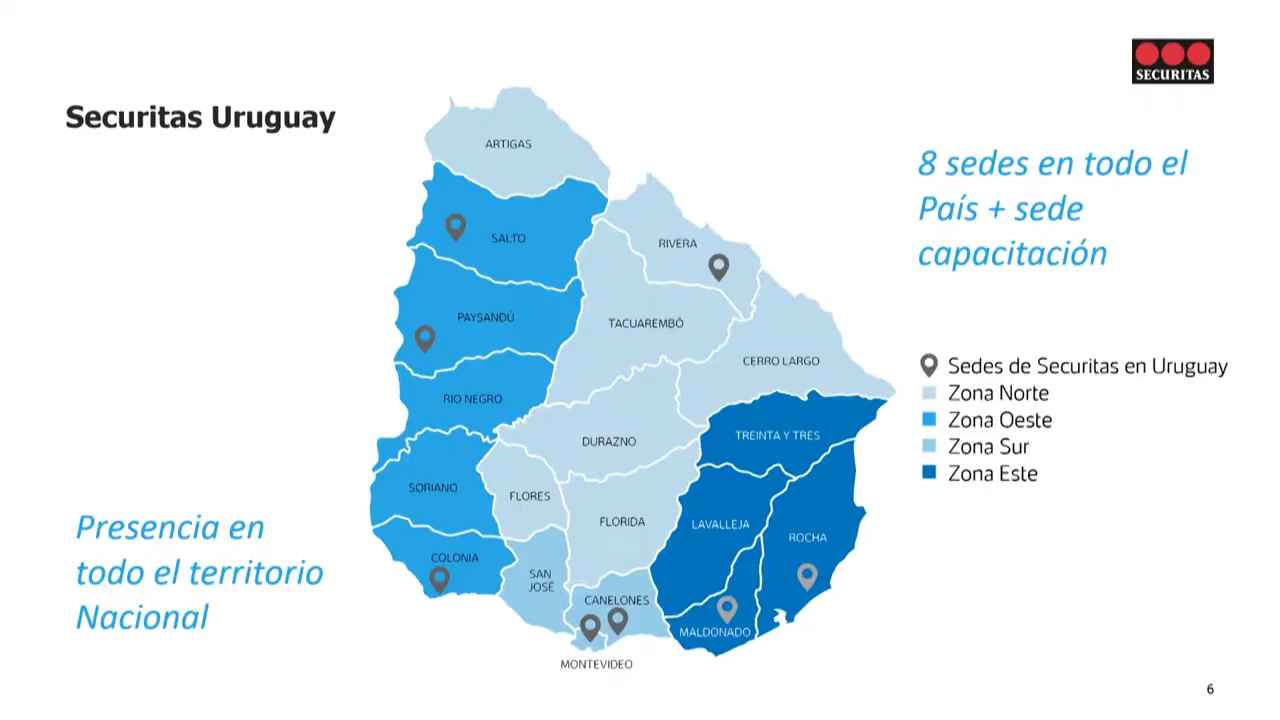 SECURITAS
Securitas Uruguay
8 sedes en todo el
País + sede
capacitación
ARTIGAS
SALTO
RIVERA
PAYSANDÚ
TACUAREMBÓ
CERRO LARGO
RIO NEGRO
DURAZNO
TREINTA Y TRES
SORIANO
FLORES
FLORIDA
LAVALLEJA
ROCHA
COLONIA
SAN
JOSÉ
CANELONES
MALDONADO
MONTEVIDEO
Sedes de Securitas en Uruguay
Zona Norte
Zona Oeste
Zona Sur
Zona Este
Presencia en
todo el territorio
Nacional
6